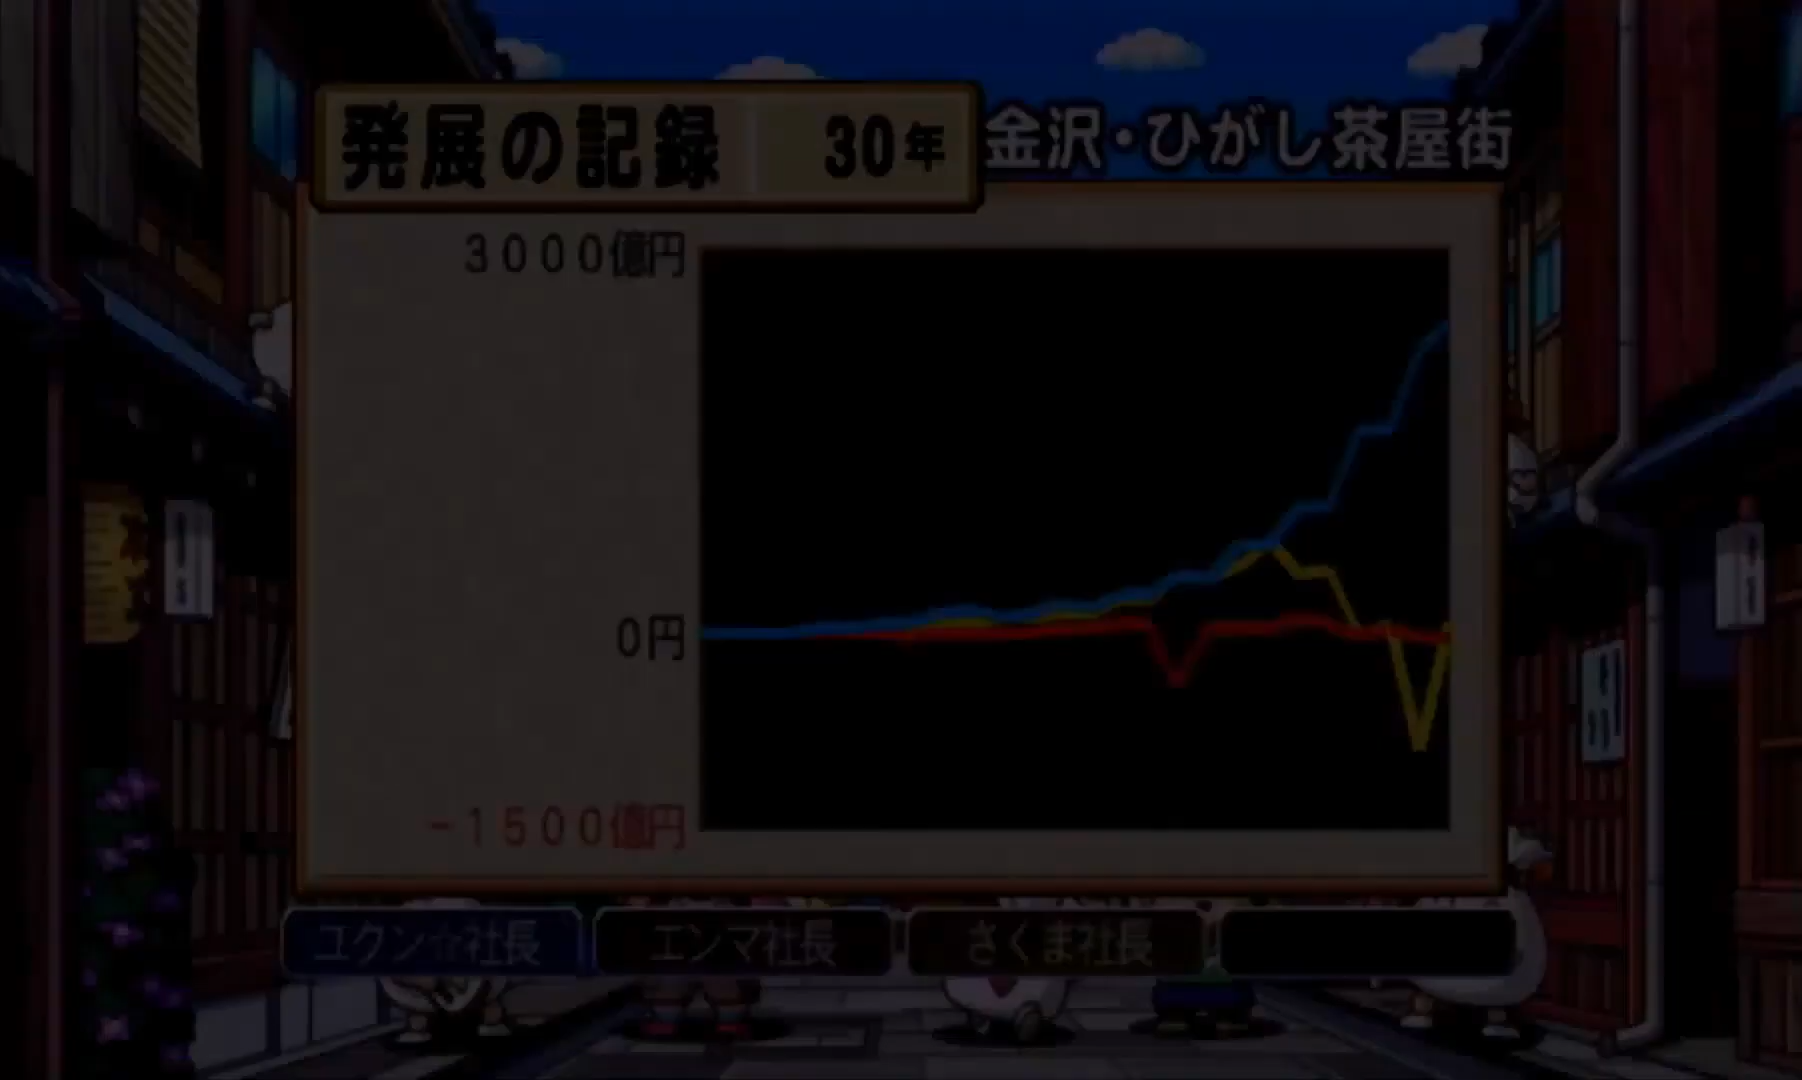 発展の記録 30年
金沢・ひがし茶屋街
3000億円
0円
-1500億円
ユクン☆社長
エンマ社長
さくま社長